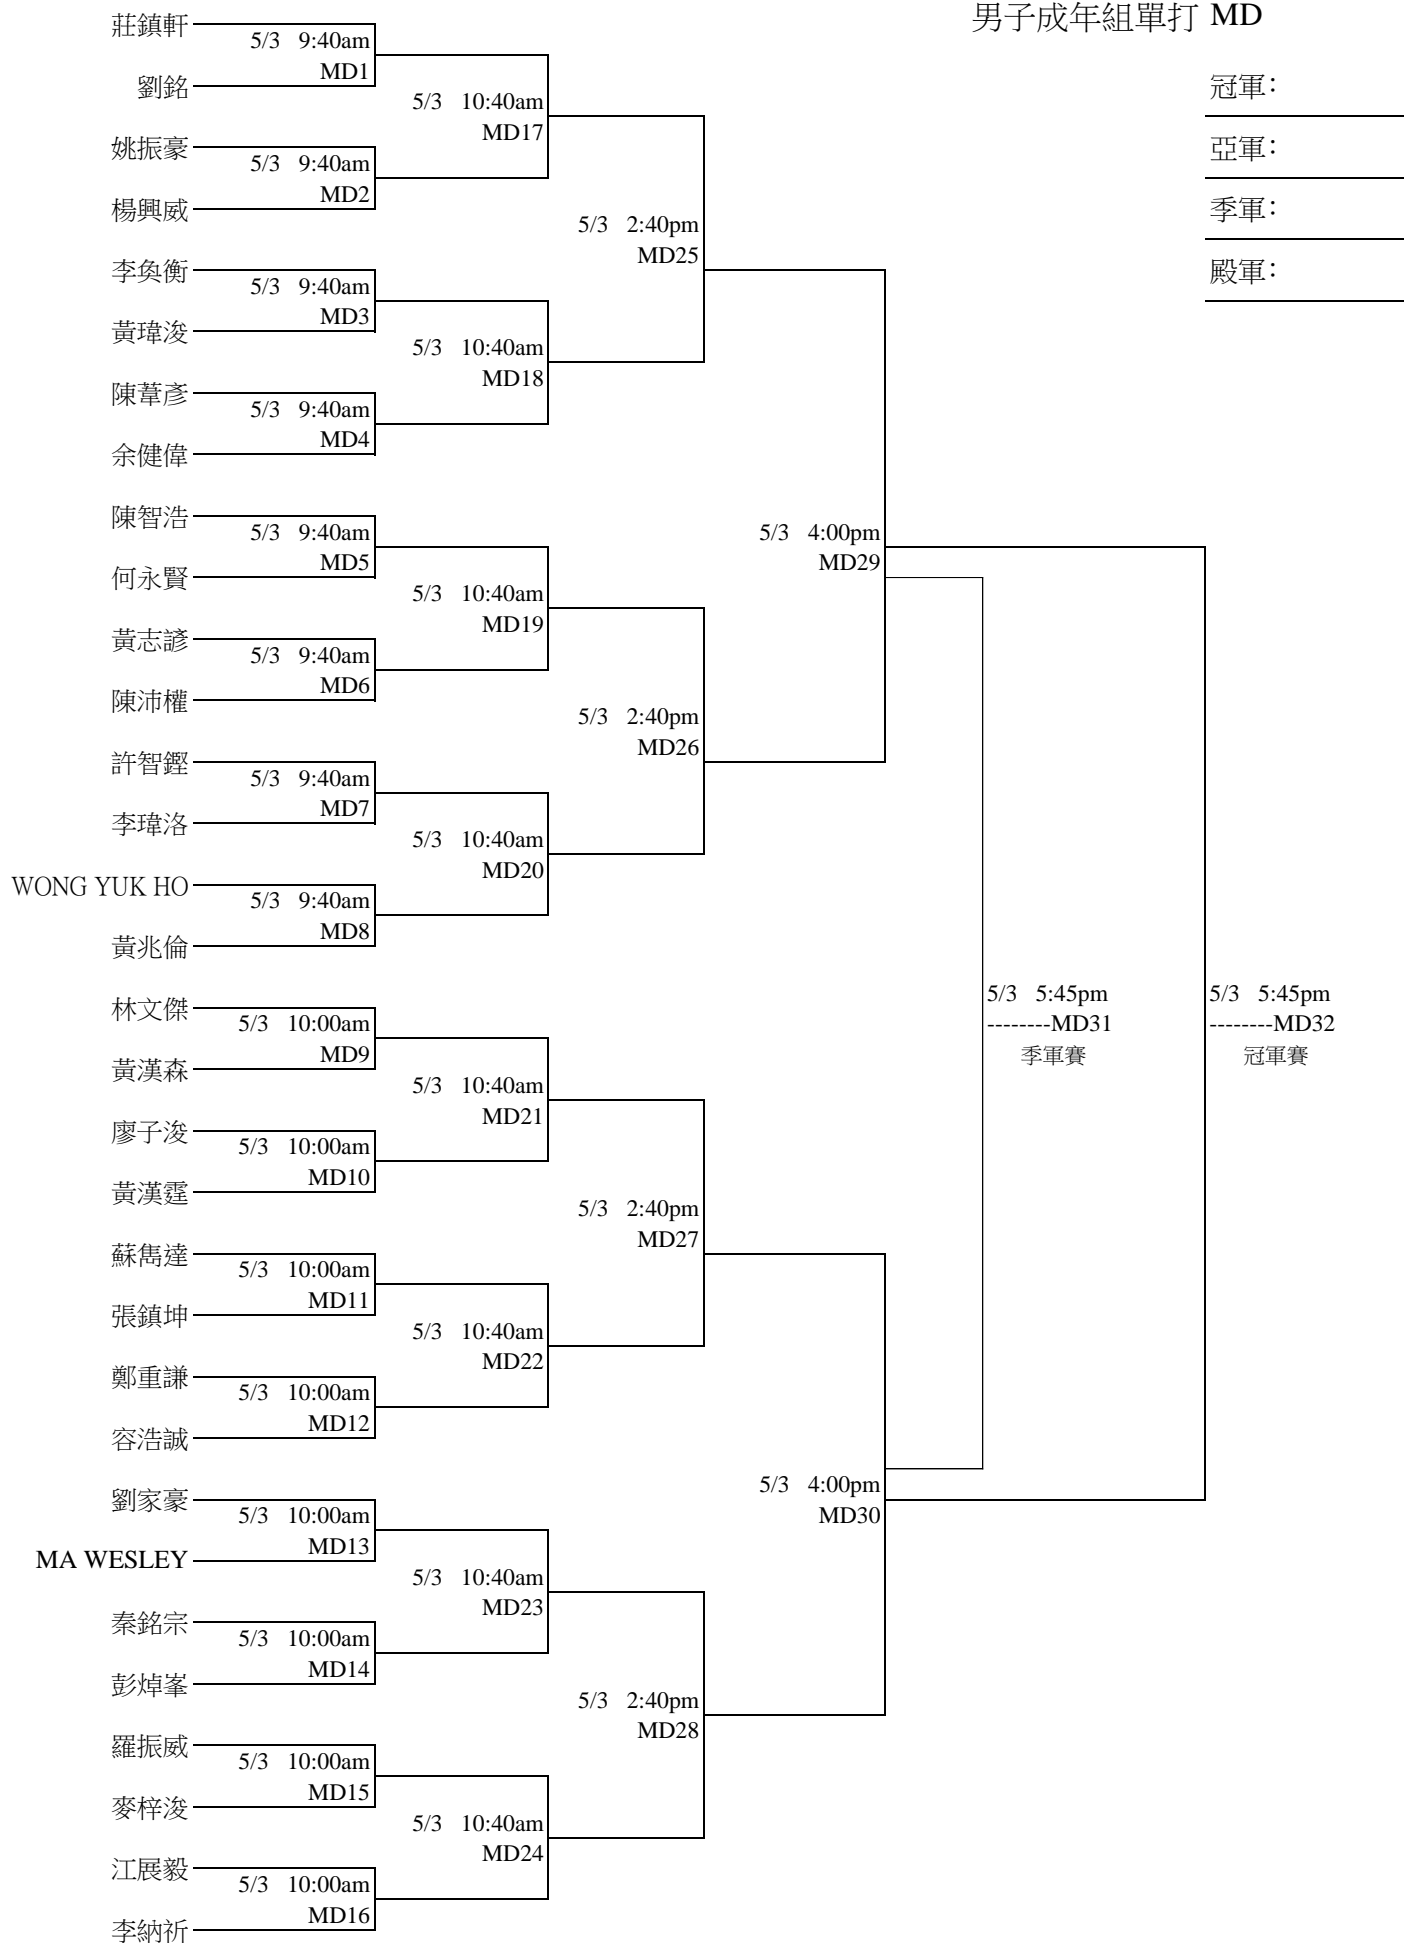 男子成年組單打 MD
冠軍:
亞軍:
季軍:
殿軍:
莊鎮軒
5/3 9:40am
MD1
劉銘
5/3 10:40am
MD17
姚振豪
5/3 9:40am
MD2
楊興威
5/3 2:40pm
MD25
李奐衡
5/3 9:40am
MD3
黃瑋浚
5/3 10:40am
MD18
陳葦彥
5/3 9:40am
MD4
余健偉
5/3 4:00pm
MD29
陳智浩
5/3 9:40am
MD5
何永賢
5/3 10:40am
MD19
黃志諺
5/3 9:40am
MD6
陳沛權
5/3 2:40pm
MD26
許智鏗
5/3 9:40am
MD7
李瑋洛
5/3 10:40am
MD20
WONG YUK HO
5/3 9:40am
MD8
黃兆倫
5/3 5:45pm
--------MD31
季軍賽
5/3 5:45pm
--------MD32
冠軍賽
林文傑
5/3 10:00am
MD9
黃漢森
5/3 10:40am
MD21
廖子浚
5/3 10:00am
MD10
黃漢霆
5/3 2:40pm
MD27
蘇雋達
5/3 10:00am
MD11
張鎮坤
5/3 10:40am
MD22
鄭重謙
5/3 10:00am
MD12
容浩誠
5/3 4:00pm
MD30
劉家豪
5/3 10:00am
MD13
MA WESLEY
5/3 10:40am
MD23
秦銘宗
5/3 10:00am
MD14
彭焯峯
5/3 2:40pm
MD28
羅振威
5/3 10:00am
MD15
麥梓浚
5/3 10:40am
MD24
江展毅
5/3 10:00am
MD16
李納祈